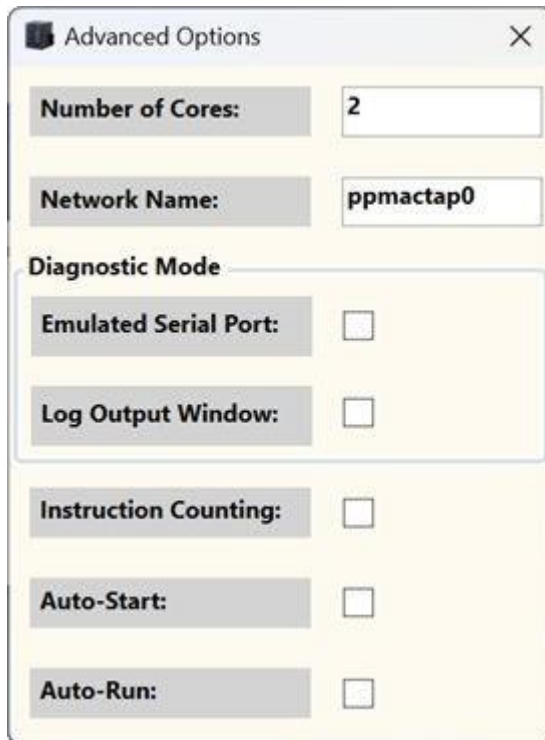 Advanced Options
Number of Cores: 2
Network Name: ppmactap0
Diagnostic Mode
Emulated Serial Port:
Log Output Window:
Instruction Counting:
Auto-Start:
Auto-Run: